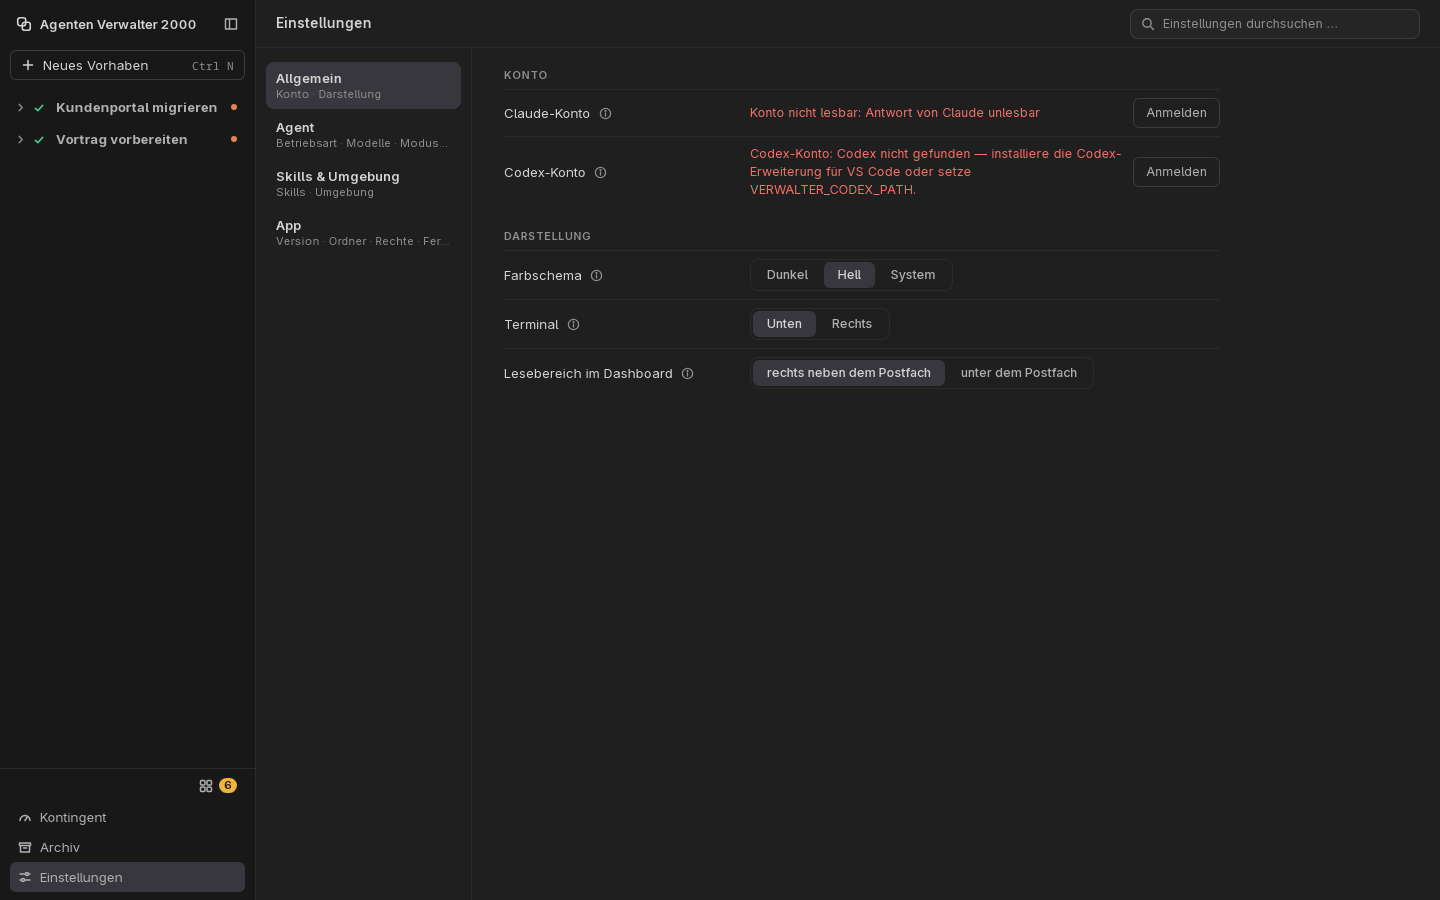 Agenten Verwalter 2000
Neues Vorhaben Ctrl N
Kundenportal migrieren
Vortrag vorbereiten
6
Kontingent
Archiv
Einstellungen
Einstellungen
Einstellungen durchsuchen …
Allgemein
Konto · Darstellung
Agent
Betriebsart · Modelle · Modus…
Skills & Umgebung
Skills · Umgebung
App
Version · Ordner · Rechte · Fer…
KONTO
Claude-Konto
Konto nicht lesbar: Antwort von Claude unlesbar
Anmelden
Codex-Konto
Codex-Konto: Codex nicht gefunden — installiere die Codex-
Erweiterung für VS Code oder setze
VERWALTER_CODEX_PATH.
Anmelden
DARSTELLUNG
Farbschema
Dunkel Hell System
Terminal
Unten Rechts
Lesebereich im Dashboard
rechts neben dem Postfach unter dem Postfach